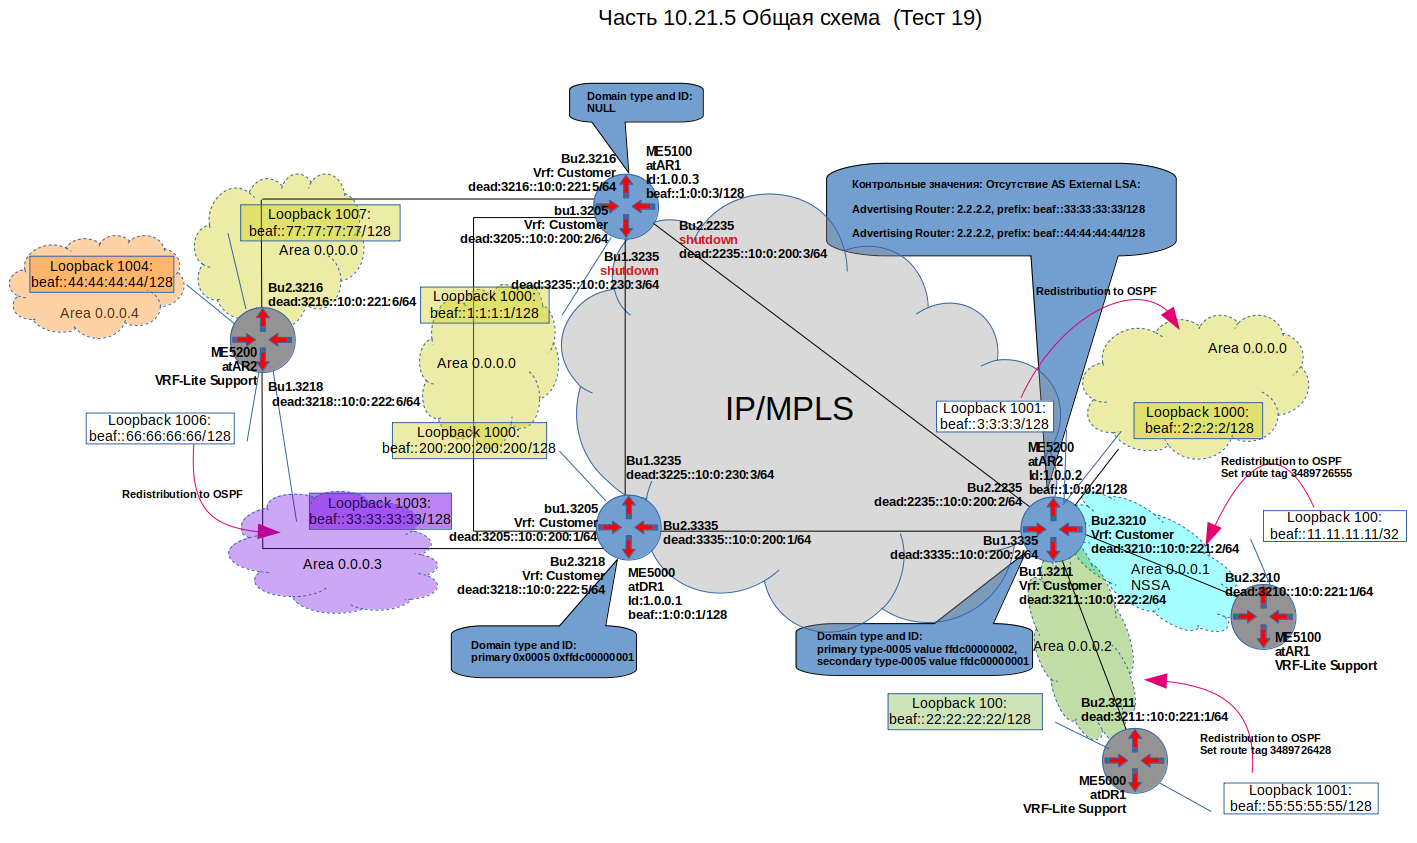 Часть 10.21.5 Общая схема  (Тест 19)
Domain type and ID:
NULL
Bu2.3216
Vrf: Customer
dead:3216::10:0:221:5/64
ME5100
atAR1
Id:1.0.0.3
beaf::1:0:0:3/128
bu1.3205
Vrf: Customer
dead:3205::10:0:200:2/64
Bu2.2235
shutdown
dead:2235::10:0:200:3/64
Bu1.3235
shutdown
dead:3235::10:0:230:3/64
Контрольные значения: Отсутствие AS External LSA:
Advertising Router: 2.2.2.2, prefix: beaf::33:33:33:33/128
Advertising Router: 2.2.2.2, prefix: beaf::44:44:44:44/128
Loopback 1007:
beaf::77:77:77:77/128
Area 0.0.0.0
Loopback 1004:
beaf::44:44:44:44/128
Area 0.0.0.4
Bu2.3216
dead:3216::10:0:221:6/64
ME5200
atAR2
VRF-Lite Support
Bu1.3218
dead:3218::10:0:222:6/64
Loopback 1000:
beaf::1:1:1:1/128
Area 0.0.0.0
Loopback 1000:
beaf::200:200:200:200/128
IP/MPLS
Redistribution to OSPF
Area 0.0.0.0
Loopback 1001:
beaf::3:3:3:3/128
Loopback 1000:
beaf::2:2:2:2/128
Loopback 1006:
beaf::66:66:66:66/128
Redistribution to OSPF
Loopback 1003:
beaf::33:33:33:33/128
Area 0.0.0.3
Bu1.3235
dead:3225::10:0:230:3/64
bu1.3205
Vrf: Customer
dead:3205::10:0:200:1/64
Bu2.3335
dead:3335::10:0:200:1/64
Bu2.3218
Vrf: Customer
dead:3218::10:0:222:5/64
ME5000
atDR1
Id:1.0.0.1
beaf::1:0:0:1/128
Domain type and ID:
primary 0x0005 0xffdc00000001
ME5200
atAR2
Id:1.0.0.2
beaf::1:0:0:2/128
Bu2.2235
dead:2235::10:0:200:2/64
Bu1.3335
dead:3335::10:0:200:2/64
Bu2.3210
Vrf: Customer
dead:3210::10:0:221:2/64
Bu1.3211
Vrf: Customer
dead:3211::10:0:222:2/64
Redistribution to OSPF
Set route tag 3489726555
Loopback 100:
beaf::11.11.11.11/32
Area 0.0.0.1
NSSA
Bu2.3210
dead:3210::10:0:221:1/64
ME5100
atAR1
VRF-Lite Support
Domain type and ID:
primary type-0005 value ffdc00000002,
secondary type-0005 value ffdc00000001
Area 0.0.0.2
Loopback 100:
beaf::22:22:22:22/128
Bu2.3211
dead:3211::10:0:221:1/64
Redistribution to OSPF
Set route tag 3489726428
ME5000
atDR1
VRF-Lite Support
Loopback 1001:
beaf::55:55:55:55/128